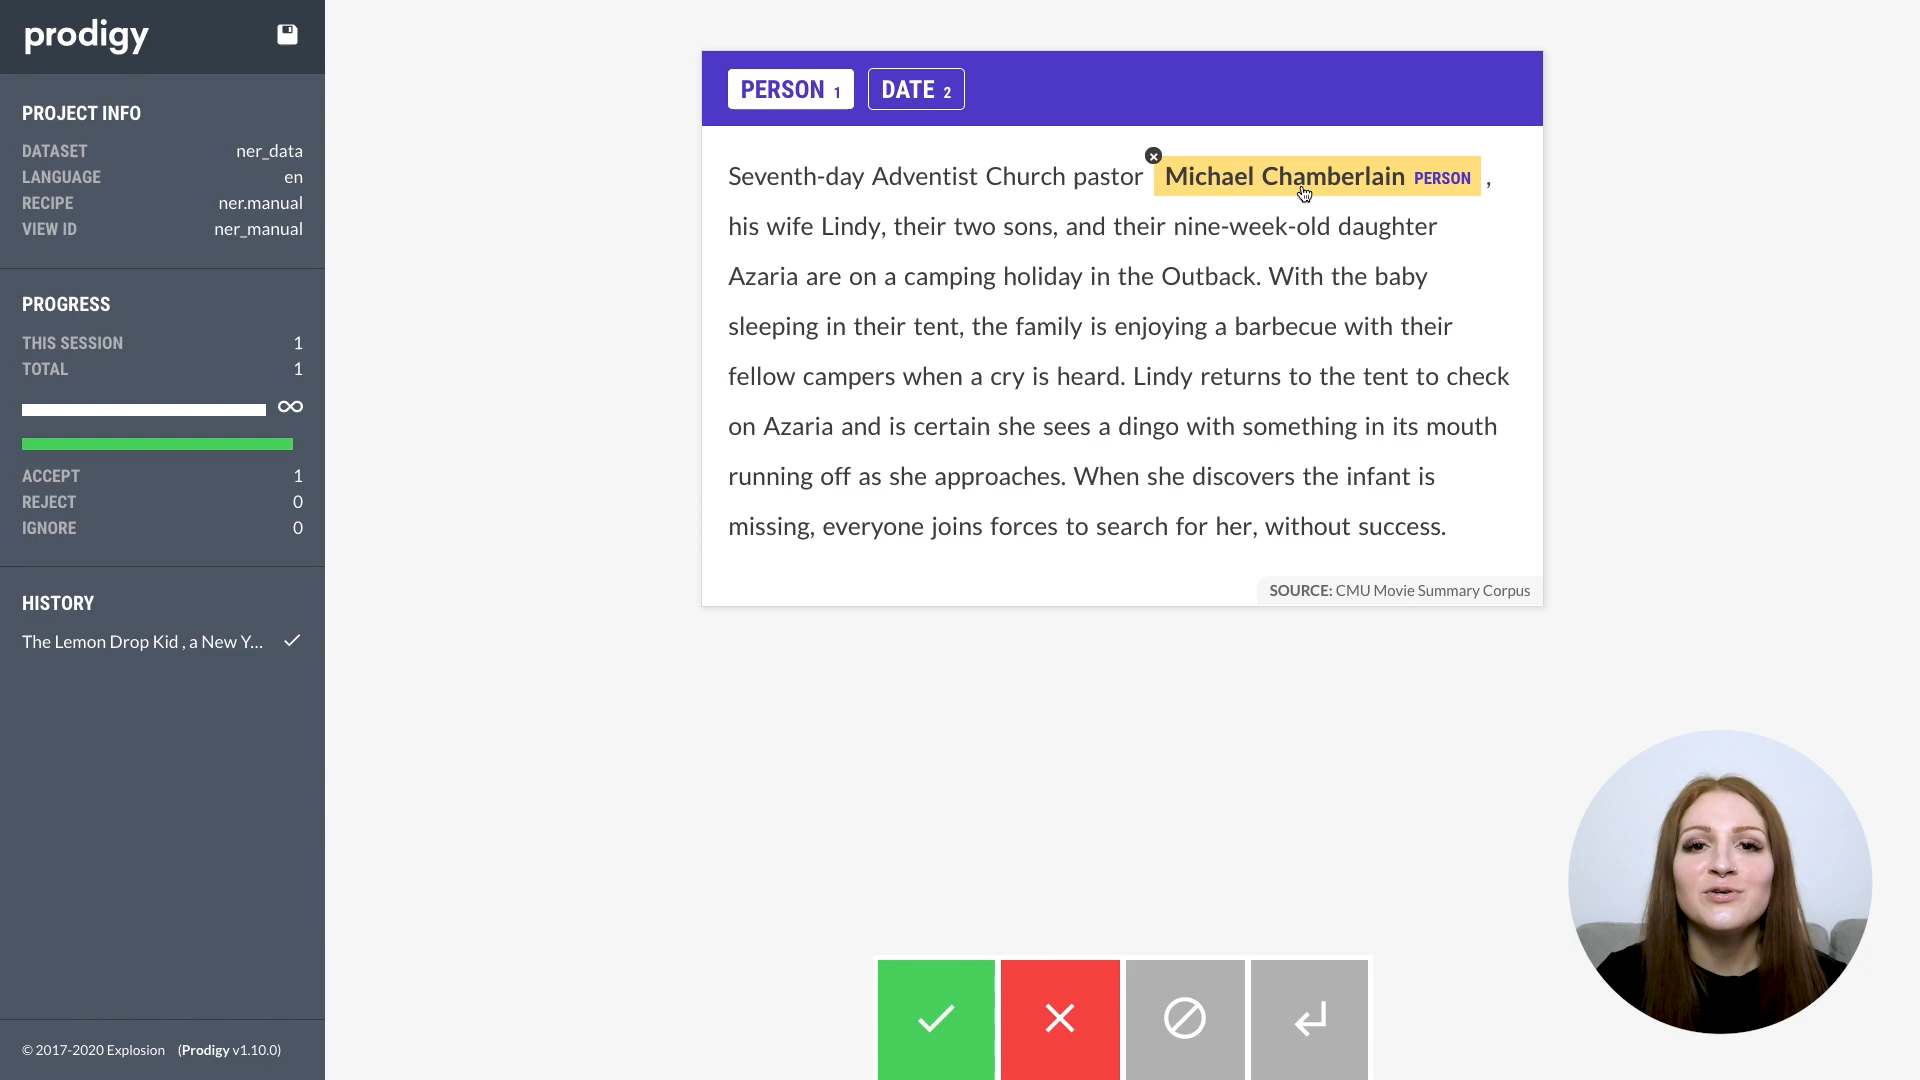 prodigy
PROJECT INFO
DATASET ner_data
LANGUAGE en
RECIPE ner.manual
VIEW ID ner_manual
PROGRESS
THIS SESSION 1
TOTAL 1
∞
ACCEPT 1
REJECT 0
IGNORE 0
HISTORY
The Lemon Drop Kid , a New Y...
© 2017-2020 Explosion (Prodigy v1.10.0)
PERSON 1 DATE 2
Seventh-day Adventist Church pastor Michael Chamberlain PERSON ,
his wife Lindy, their two sons, and their nine-week-old daughter
Azaria are on a camping holiday in the Outback. With the baby
sleeping in their tent, the family is enjoying a barbecue with their
fellow campers when a cry is heard. Lindy returns to the tent to check
on Azaria and is certain she sees a dingo with something in its mouth
running off as she approaches. When she discovers the infant is
missing, everyone joins forces to search for her, without success.
SOURCE: CMU Movie Summary Corpus